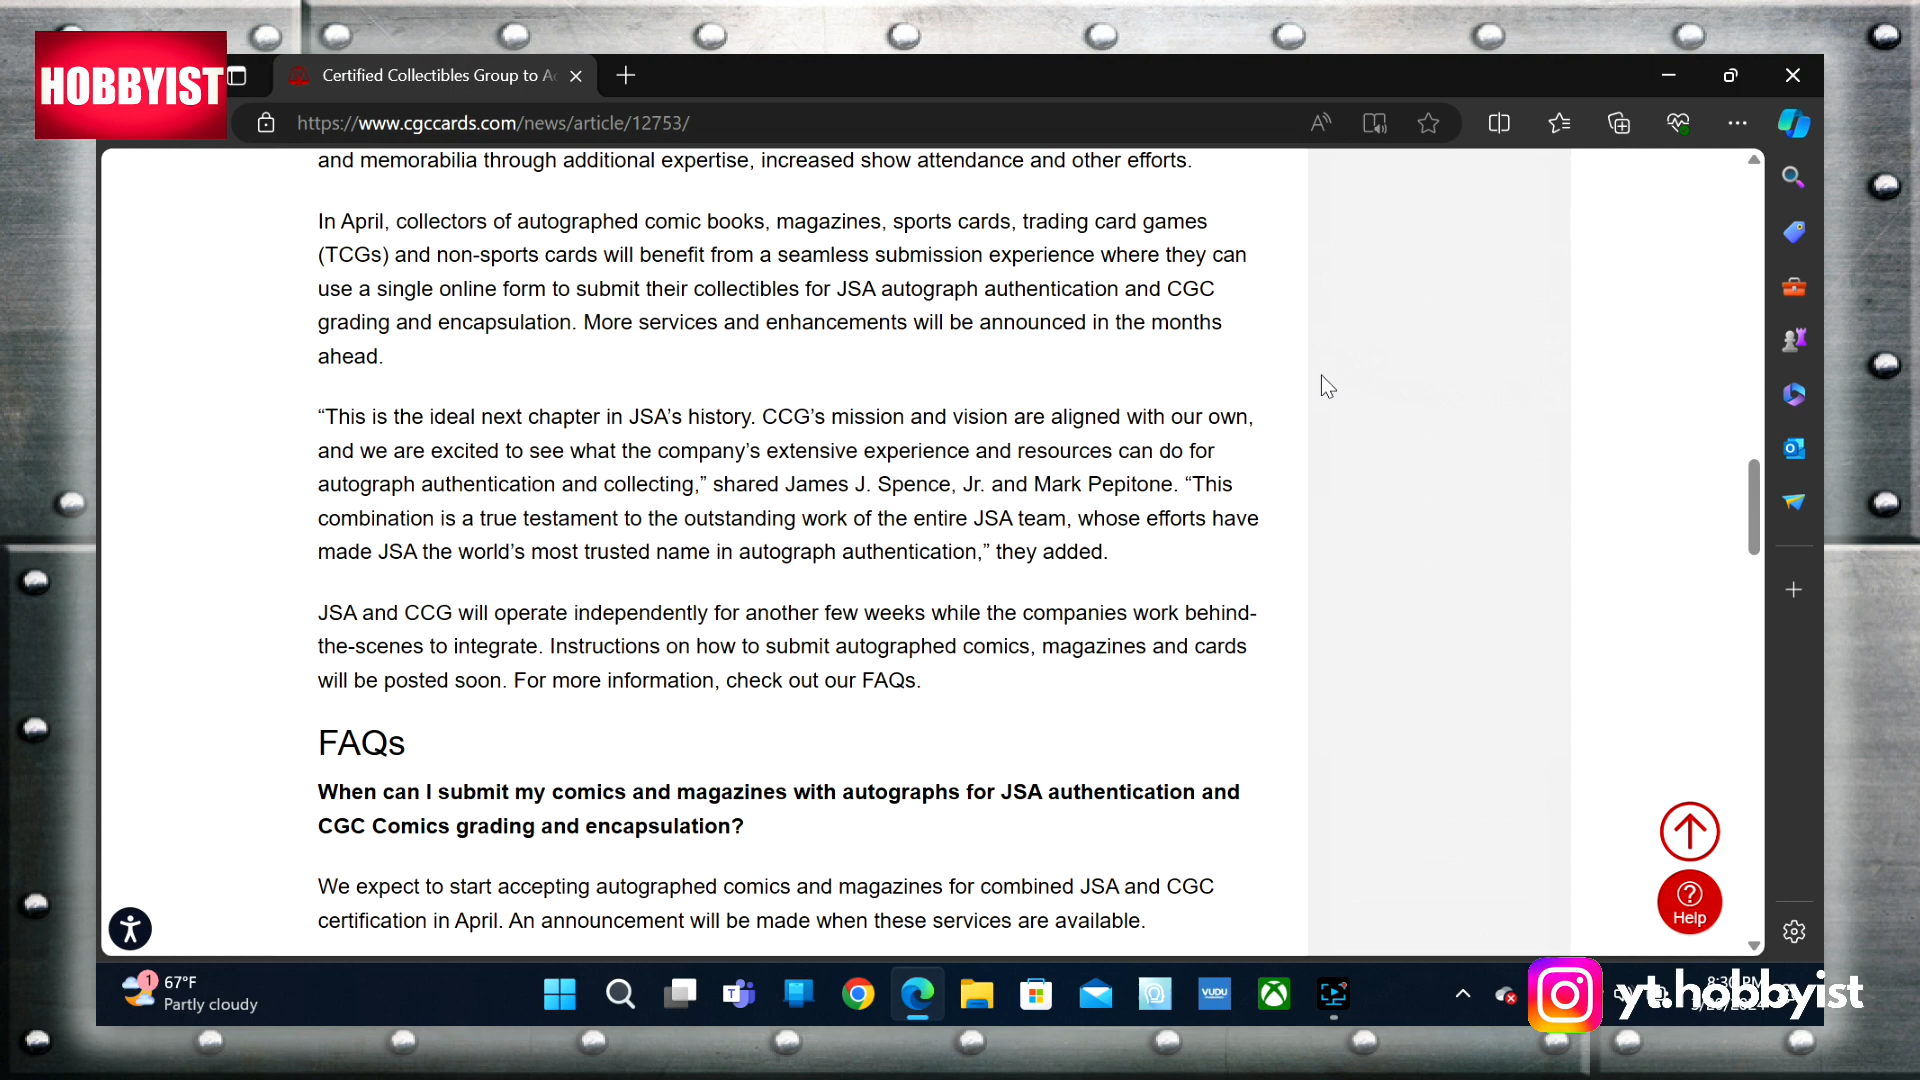 HOBBYIST
Certified Collectibles Group to Ac
https://www.cgccards.com/news/article/12753/
and memorabilia through additional expertise, increased show attendance and other efforts.
In April, collectors of autographed comic books, magazines, sports cards, trading card games
(TCGs) and non-sports cards will benefit from a seamless submission experience where they can
use a single online form to submit their collectibles for JSA autograph authentication and CGC
grading and encapsulation. More services and enhancements will be announced in the months
ahead.
“This is the ideal next chapter in JSA’s history. CCG’s mission and vision are aligned with our own,
and we are excited to see what the company’s extensive experience and resources can do for
autograph authentication and collecting,” shared James J. Spence, Jr. and Mark Pepitone. “This
combination is a true testament to the outstanding work of the entire JSA team, whose efforts have
made JSA the world’s most trusted name in autograph authentication,” they added.
JSA and CCG will operate independently for another few weeks while the companies work behind-
the-scenes to integrate. Instructions on how to submit autographed comics, magazines and cards
will be posted soon. For more information, check out our FAQs.
FAQs
When can I submit my comics and magazines with autographs for JSA authentication and
CGC Comics grading and encapsulation?
We expect to start accepting autographed comics and magazines for combined JSA and CGC
certification in April. An announcement will be made when these services are available.
Help
1
67°F
Partly cloudy
VUDU
yt.hobbyist